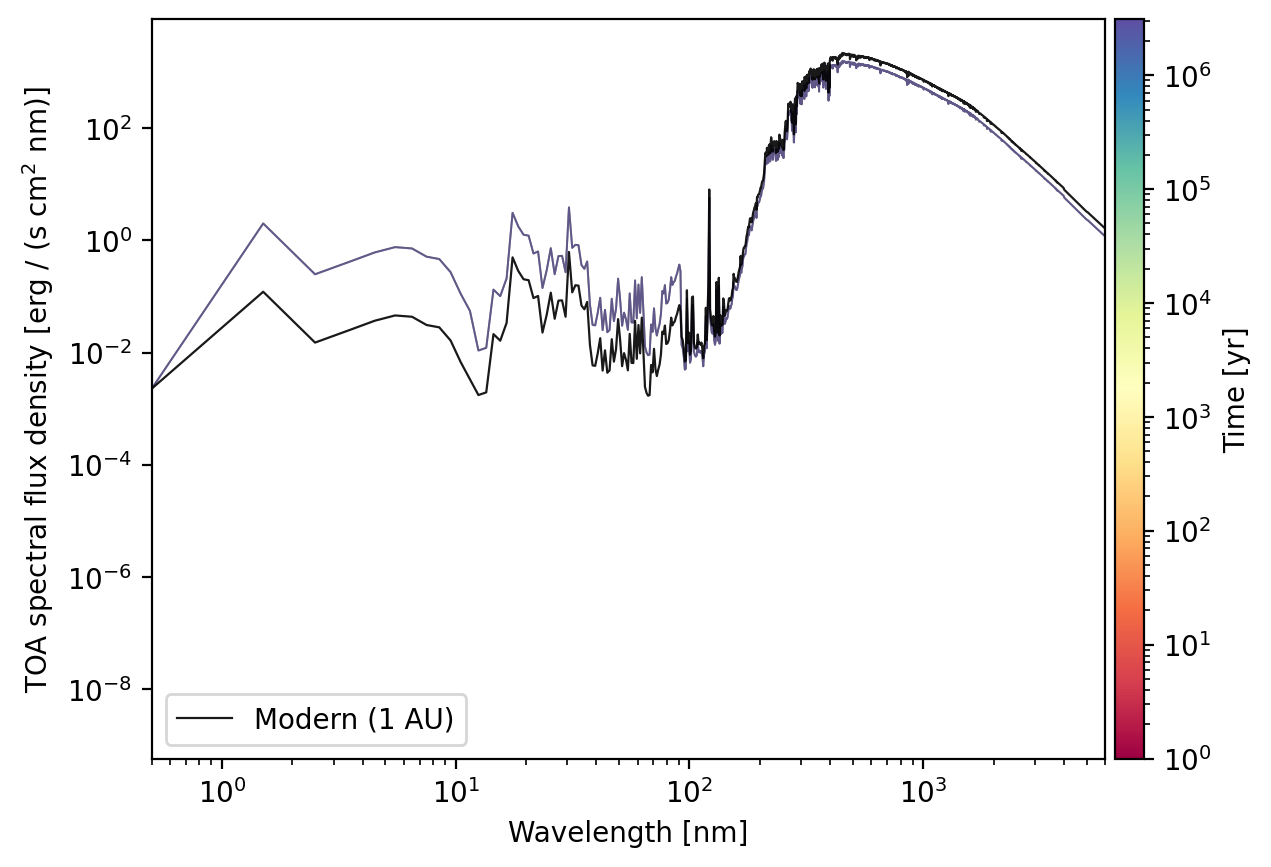 TOA spectral flux density [erg / (s cm² nm)]
10²
10⁰
10⁻²
10⁻⁴
10⁻⁶
10⁻⁸
Modern (1 AU)
10⁰ 10¹ 10² 10³
Wavelength [nm]
10⁶
10⁵
10⁴
10³
10²
10¹
10⁰
Time [yr]